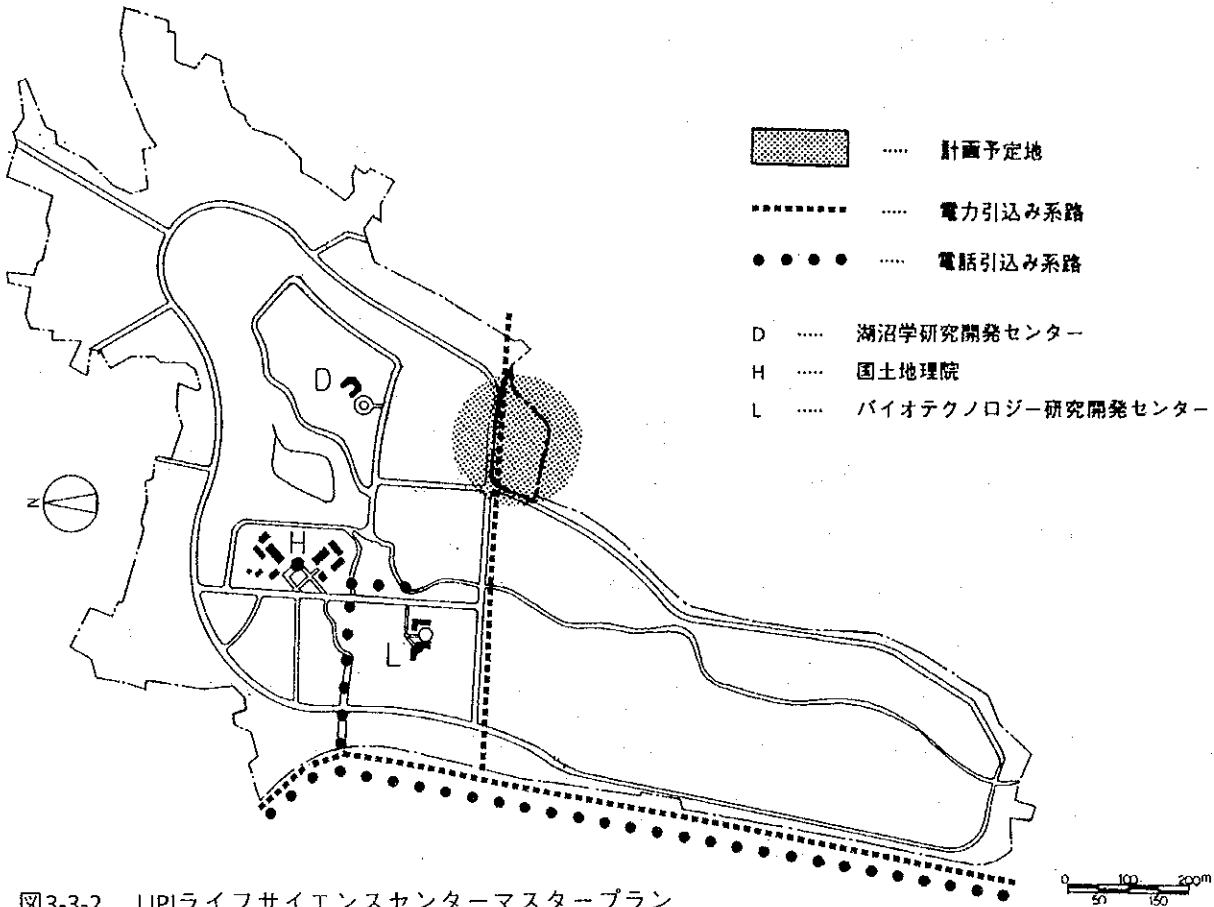 計画予定地
電力引込み系路
電話引込み系路
D ..... 湖沼学研究開発センター
H ..... 国土地理院
L ..... バイオテクノロジー研究開発センター
D
N
H
L
0 100 200m
50 150
図3-3-2 LIPIライフサイエンスセンターマスタープラン